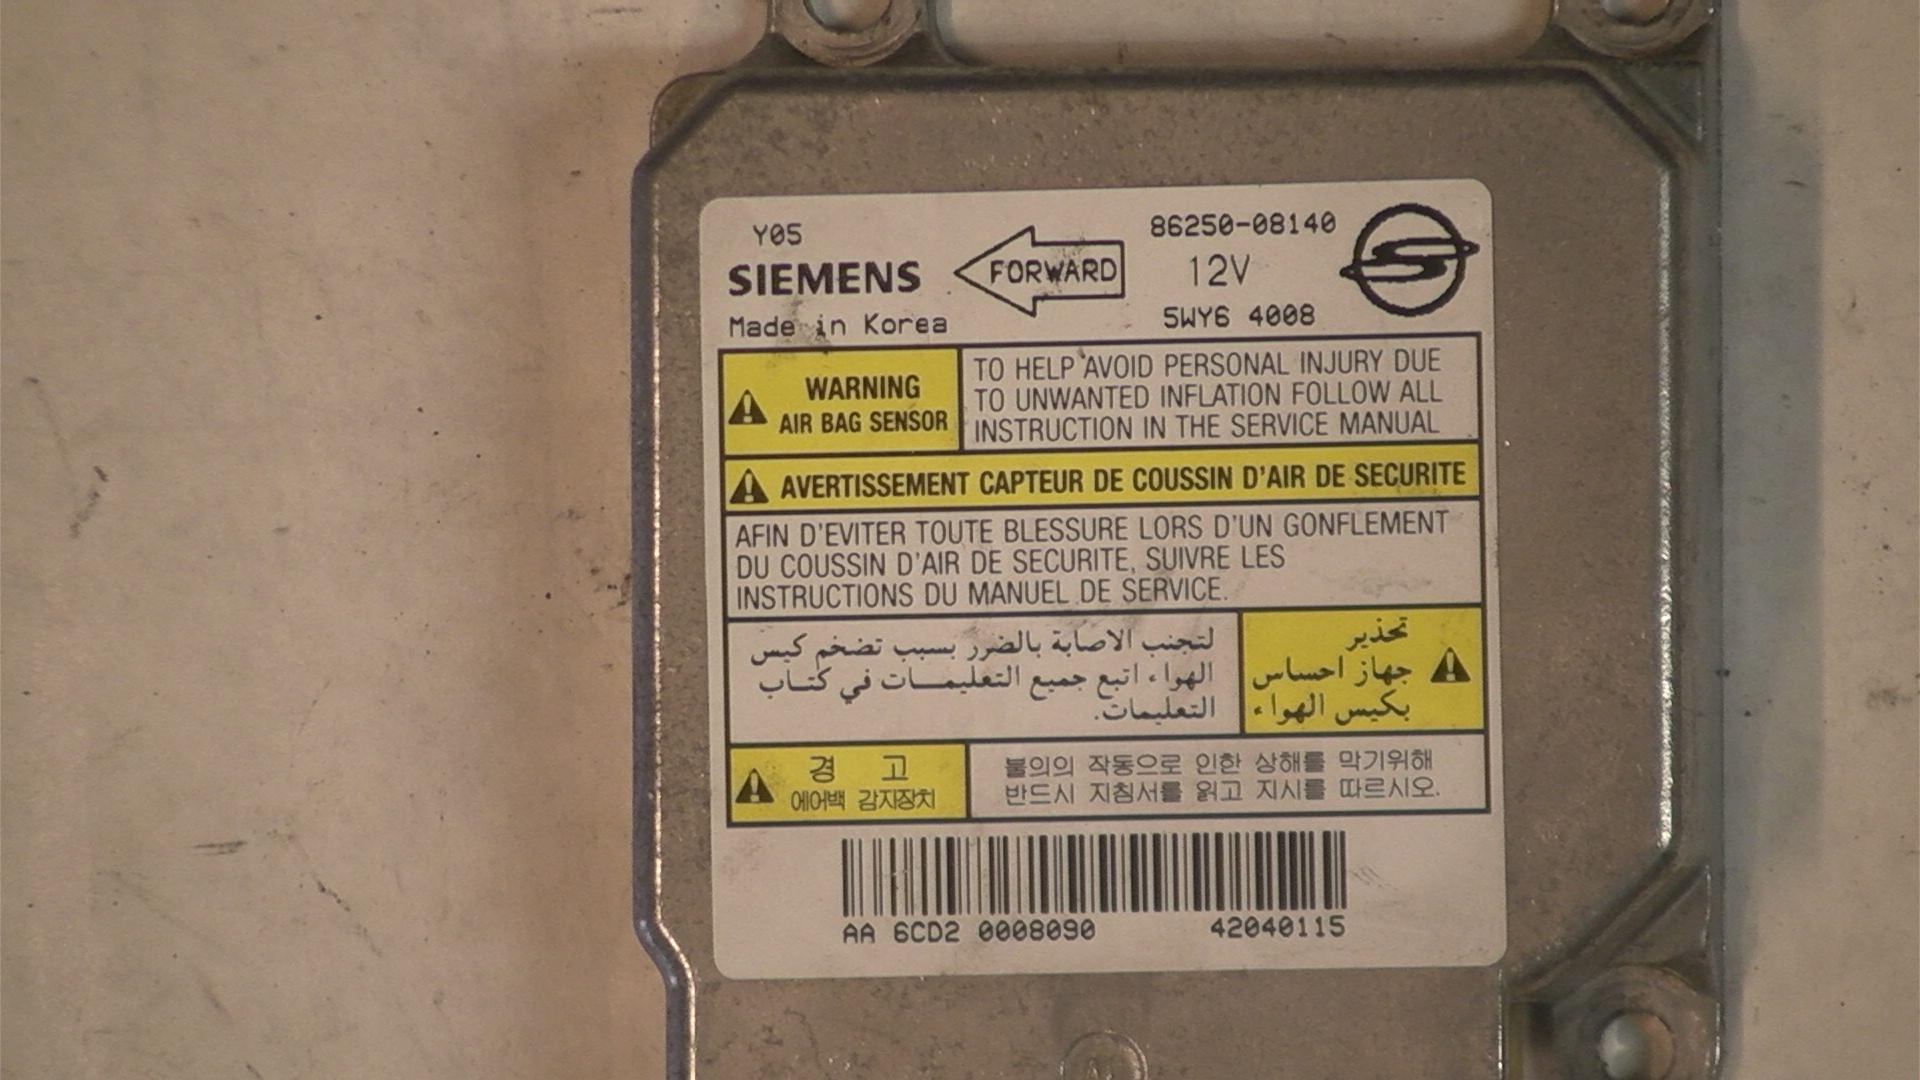 Y05
SIEMENS
Made in Korea
FORWARD
86250-08140
12V
5WY6 4008
WARNING
AIR BAG SENSOR
TO HELP AVOID PERSONAL INJURY DUE
TO UNWANTED INFLATION FOLLOW ALL
INSTRUCTION IN THE SERVICE MANUAL
AVERTISSEMENT CAPTEUR DE COUSSIN D'AIR DE SECURITE
AFIN D'EVITER TOUTE BLESSURE LORS D'UN GONFLEMENT
DU COUSSIN D'AIR DE SECURITE, SUIVRE LES
INSTRUCTIONS DU MANUEL DE SERVICE.
تحذير
جهاز احساس
بكيس الهواء
لتجنب الاصابة بالضرر بسبب تضخم كيس
الهواء اتبع جميع التعليمـــات في كتـاب
التعليمات.
경 고
에어백 감지장치
불의의 작동으로 인한 상해를 막기위해
반드시 지침서를 읽고 지시를 따르시오.
AA 6CD2 0008090 42040115